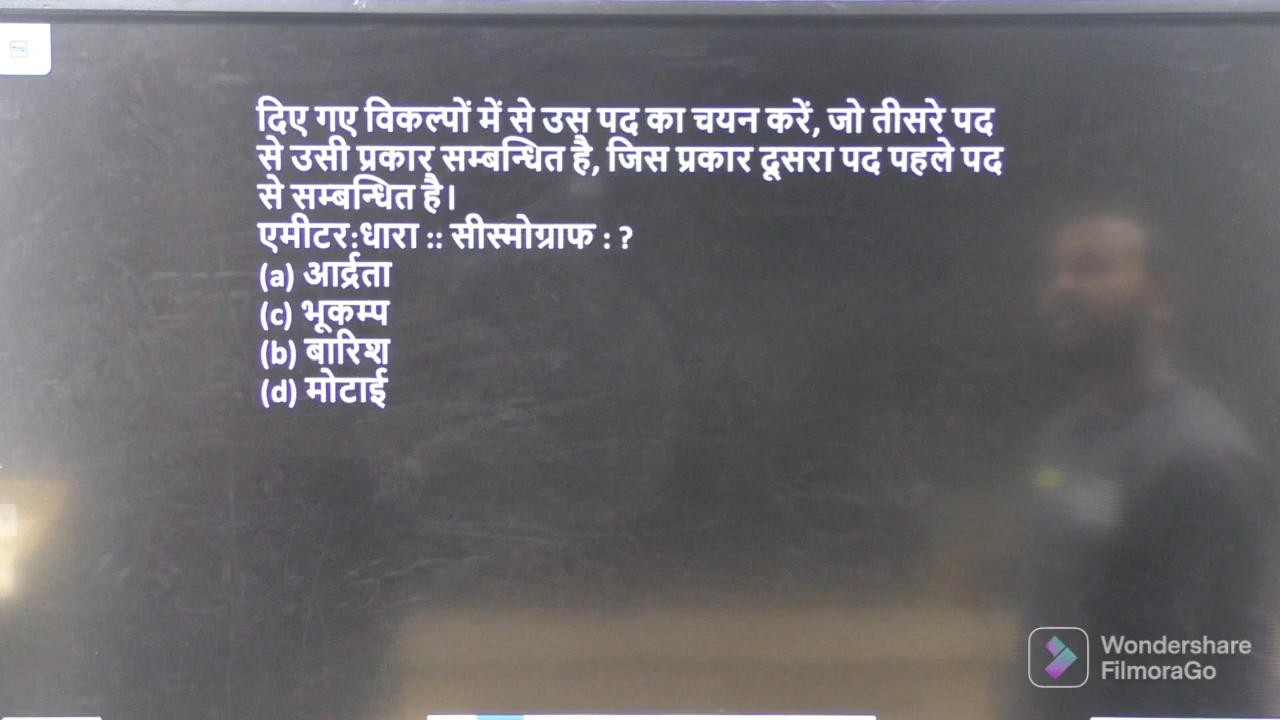 दिए गए विकल्पों में से उस पद का चयन करें, जो तीसरे पद
से उसी प्रकार सम्बन्धित है, जिस प्रकार दूसरा पद पहले पद
से सम्बन्धित है।
एमीटर:धारा :: सीस्मोग्राफ : ?
(a) आर्द्रता
(c) भूकम्प
(b) बारिश
(d) मोटाई
Wondershare
FilmoraGo